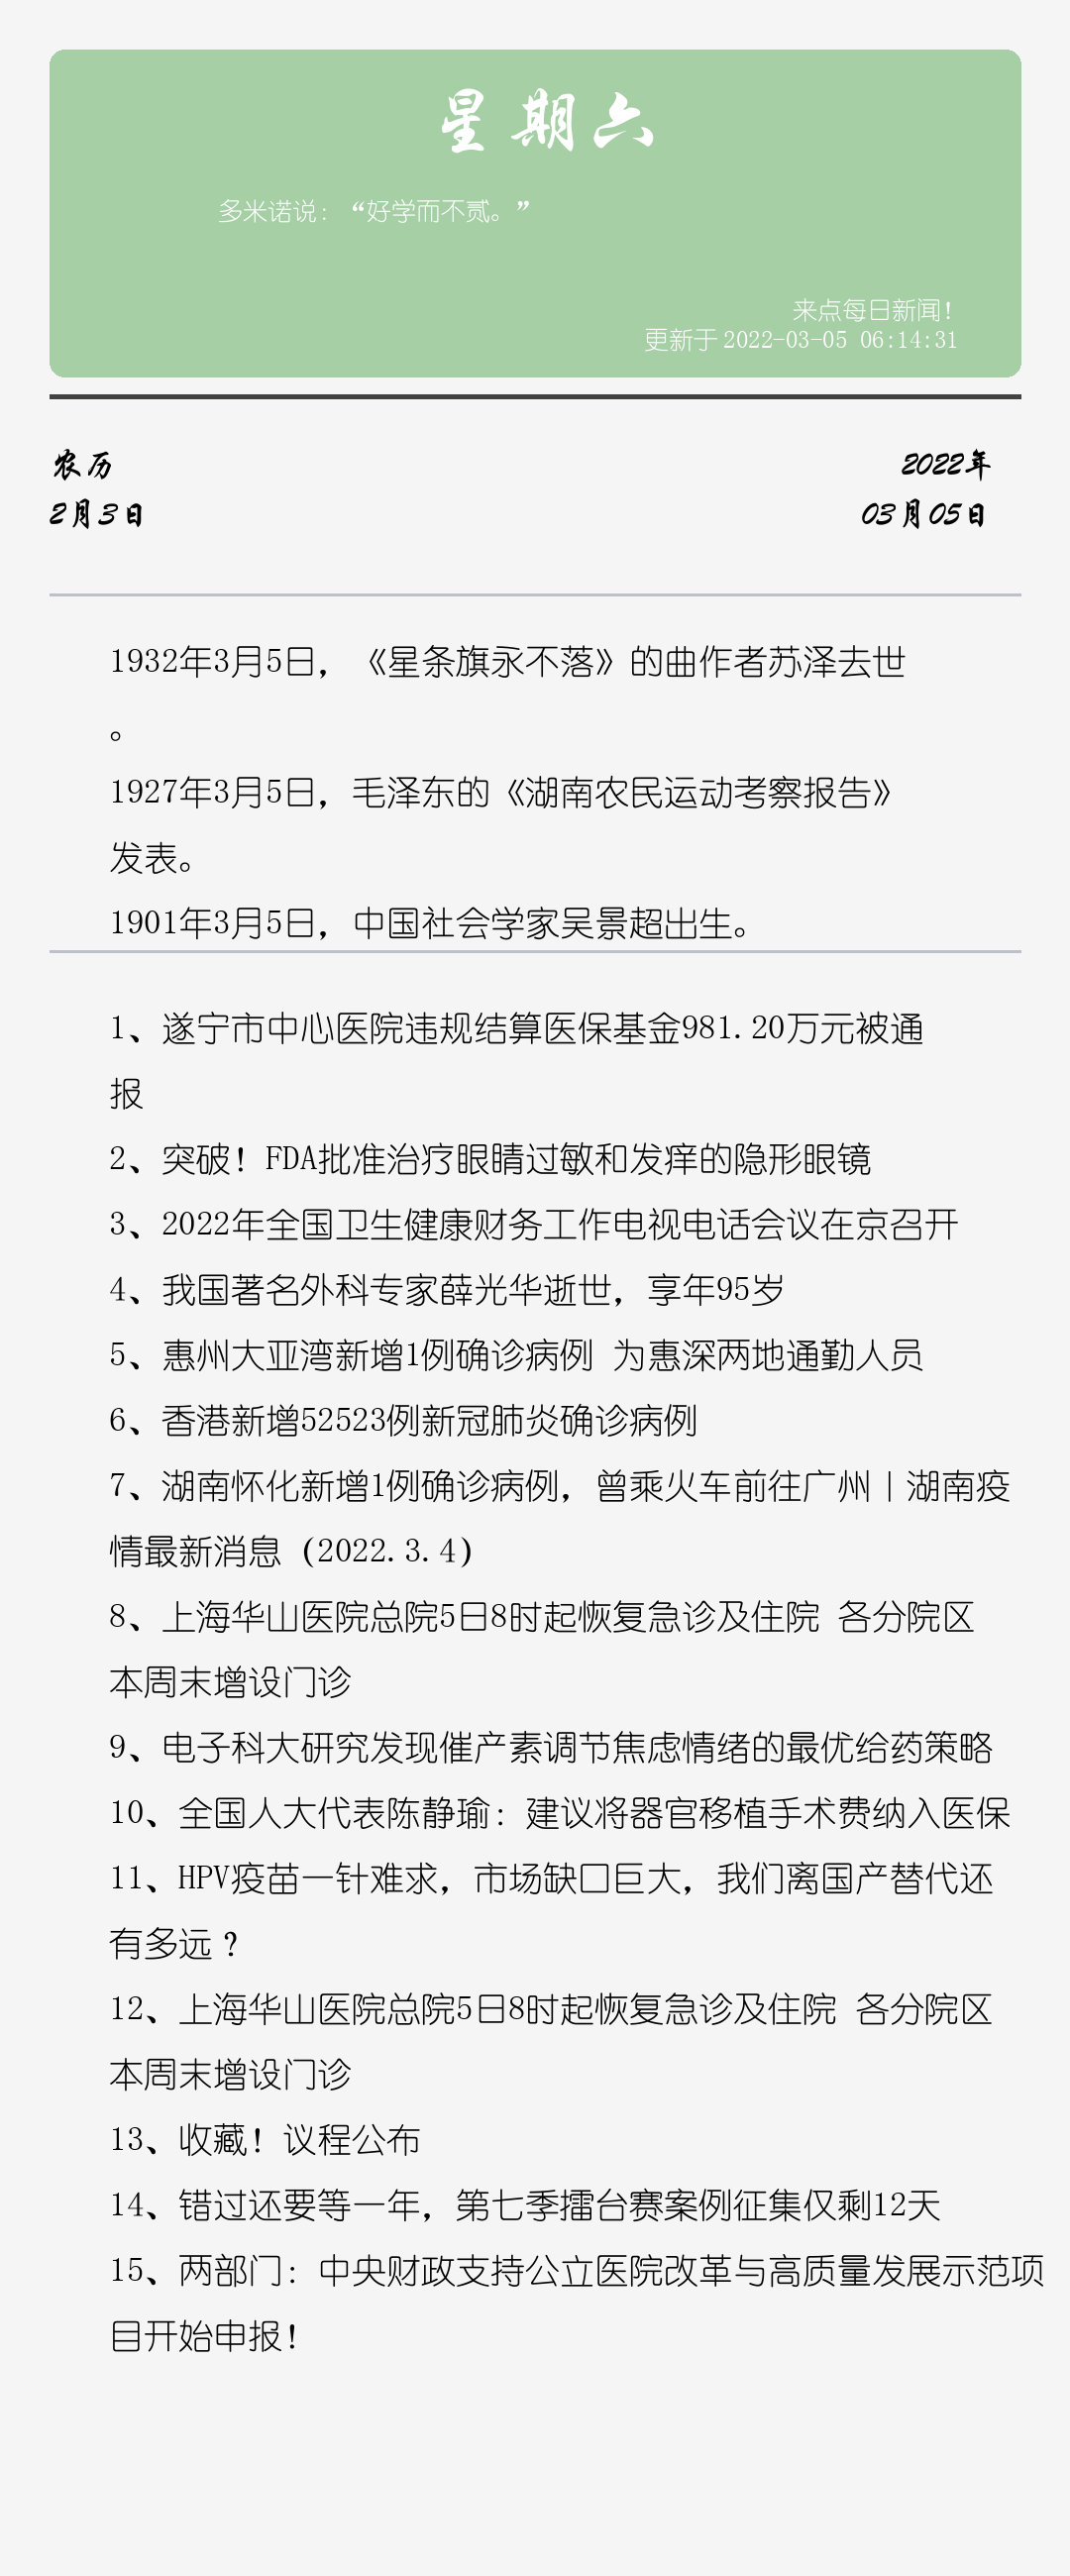 星期六
多米诺说：“好学而不贰。”
来点每日新闻！
更新于 2022-03-05 06:14:31
农历
2月3日
2022年
03月05日
1932年3月5日，《星条旗永不落》的曲作者苏泽去世
。
1927年3月5日，毛泽东的《湖南农民运动考察报告》
发表。
1901年3月5日，中国社会学家吴景超出生。
1、遂宁市中心医院违规结算医保基金981.20万元被通
报
2、突破！FDA批准治疗眼睛过敏和发痒的隐形眼镜
3、2022年全国卫生健康财务工作电视电话会议在京召开
4、我国著名外科专家薛光华逝世，享年95岁
5、惠州大亚湾新增1例确诊病例 为惠深两地通勤人员
6、香港新增52523例新冠肺炎确诊病例
7、湖南怀化新增1例确诊病例，曾乘火车前往广州丨湖南疫
情最新消息（2022.3.4）
8、上海华山医院总院5日8时起恢复急诊及住院 各分院区
本周末增设门诊
9、电子科大研究发现催产素调节焦虑情绪的最优给药策略
10、全国人大代表陈静瑜：建议将器官移植手术费纳入医保
11、HPV疫苗一针难求，市场缺口巨大，我们离国产替代还
有多远？
12、上海华山医院总院5日8时起恢复急诊及住院 各分院区
本周末增设门诊
13、收藏！议程公布
14、错过还要等一年，第七季擂台赛案例征集仅剩12天
15、两部门：中央财政支持公立医院改革与高质量发展示范项
目开始申报！